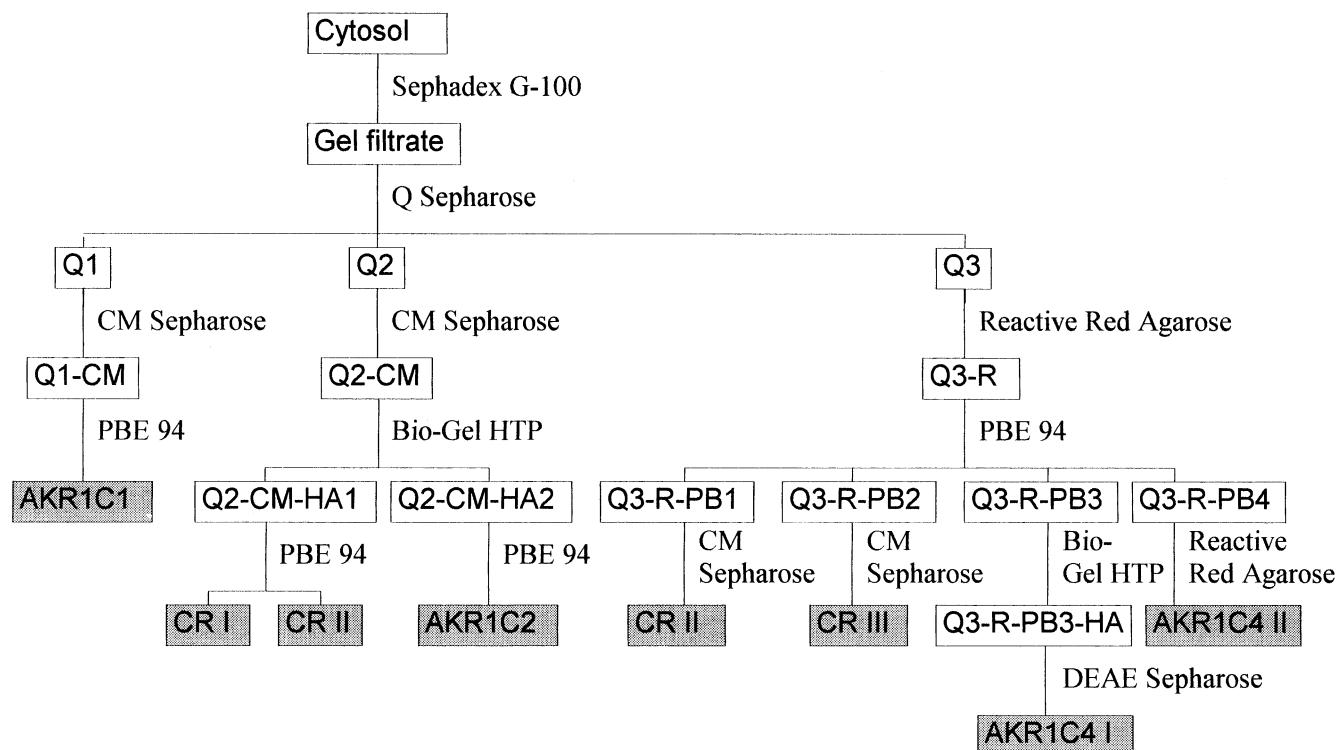 Cytosol
Sephadex G-100
Gel filtrate
Q Sepharose
Q1
Q2
Q3
CM Sepharose
CM Sepharose
Reactive Red Agarose
Q1-CM
Q2-CM
Q3-R
PBE 94
Bio-Gel HTP
PBE 94
AKR1C1
Q2-CM-HA1
Q2-CM-HA2
Q3-R-PB1
Q3-R-PB2
Q3-R-PB3
Q3-R-PB4
PBE 94
PBE 94
CM
Sepharose
CM
Sepharose
Bio-
Gel HTP
Reactive
Red Agarose
CR I
CR II
AKR1C2
CR II
CR III
Q3-R-PB3-HA
AKR1C4 II
DEAE Sepharose
AKR1C4 I